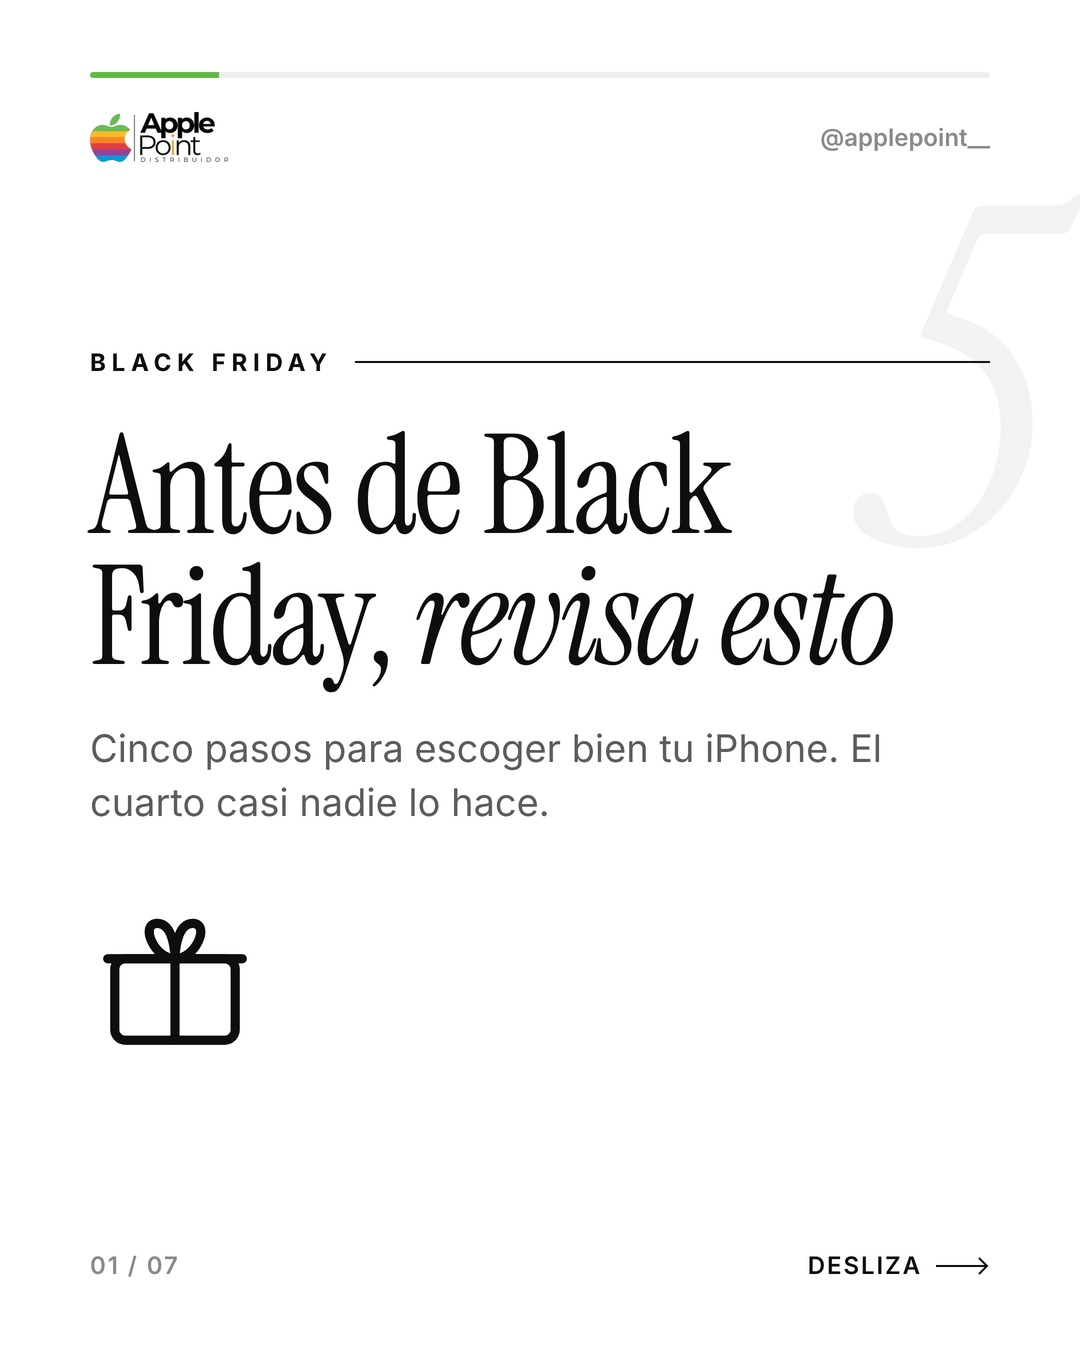 Apple
Point
DISTRIBUIDOR
@applepoint__
5
BLACK FRIDAY
Antes de Black
Friday, revisa esto
Cinco pasos para escoger bien tu iPhone. El
cuarto casi nadie lo hace.
01 / 07
DESLIZA